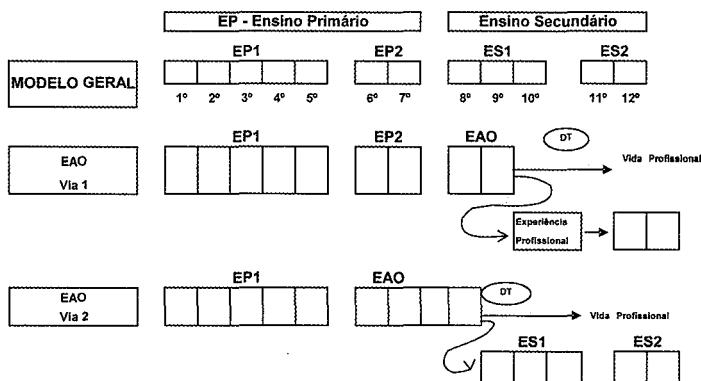 EP - Ensino Primário Ensino Secundário
EP1 EP2 ES1 ES2
MODELO GERAL
1º 2º 3º 4º 5º 6º 7º 8º 9º 10º 11º 12º
EP1 EP2 EAO DT
EAO
Via 1
Vida Profissional
Experiência
Profissional
EP1 EAO
DT
EAO
Via 2
Vida Profissional
ES1 ES2